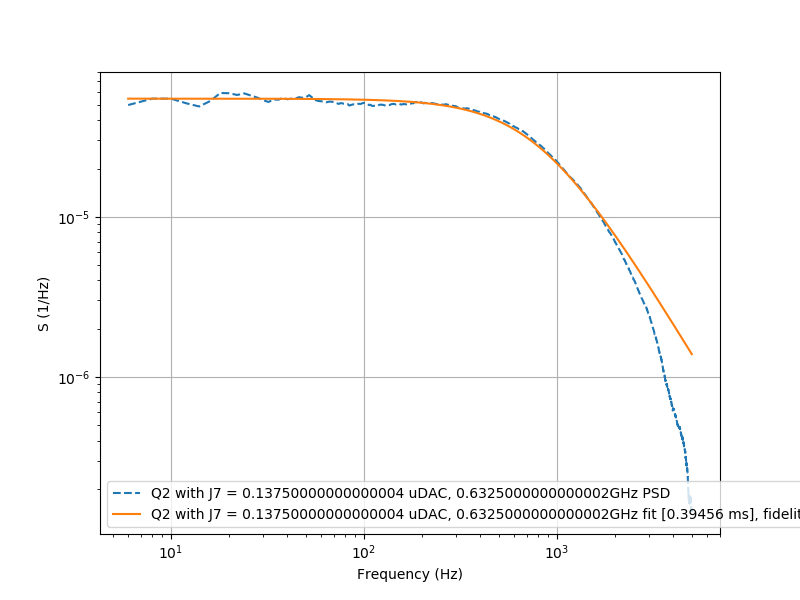 10⁻⁵
10⁻⁶
S (1/Hz)
Q2 with J7 = 0.13750000000000004 uDAC, 0.6325000000000002GHz PSD
Q2 with J7 = 0.13750000000000004 uDAC, 0.6325000000000002GHz fit [0.39456 ms], fidelit
10¹ 10² 10³
Frequency (Hz)